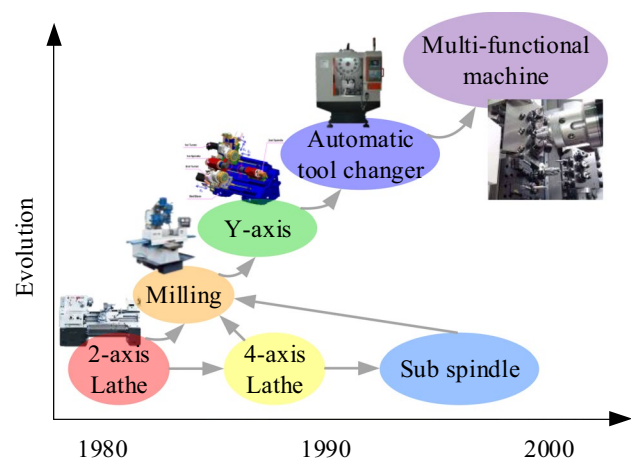 Multi-functional
machine
Automatic
tool changer
Y-axis
Milling
2-axis
Lathe
4-axis
Lathe
Sub spindle
Evolution
1980
1990
2000